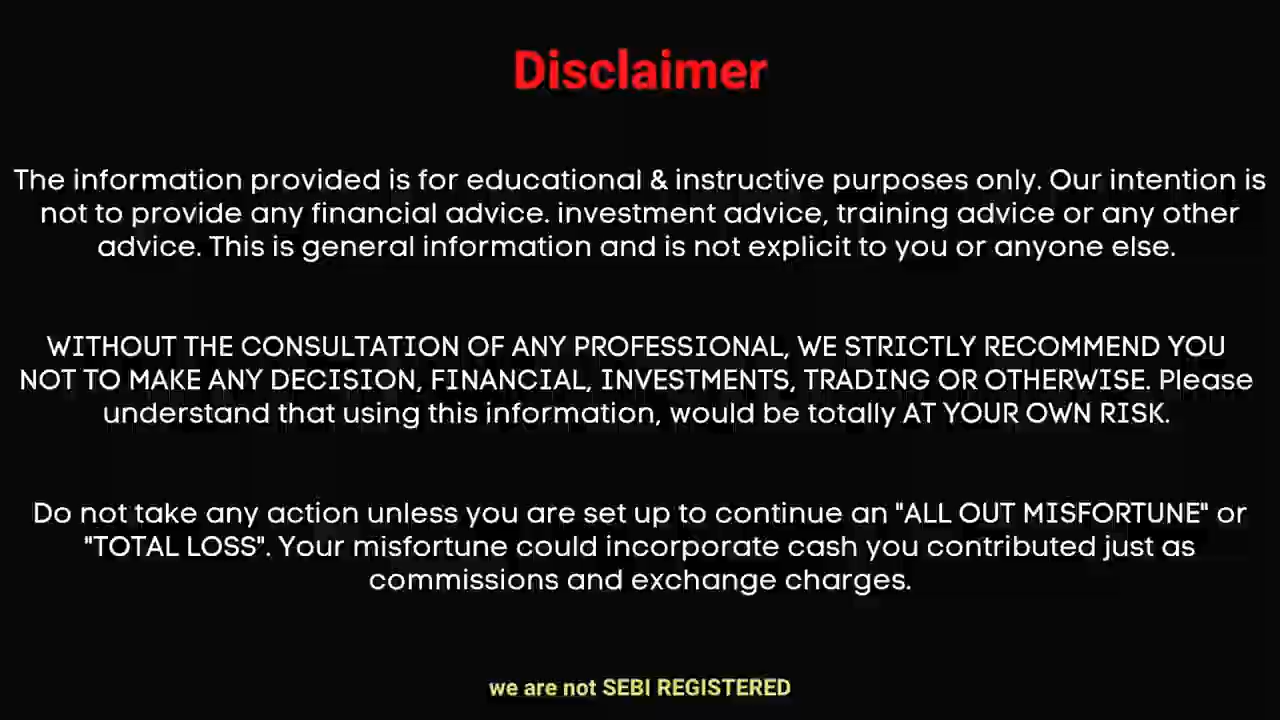 Disclaimer
The information provided is for educational & instructive purposes only. Our intention is
not to provide any financial advice. investment advice, training advice or any other
advice. This is general information and is not explicit to you or anyone else.
WITHOUT THE CONSULTATION OF ANY PROFESSIONAL, WE STRICTLY RECOMMEND YOU
NOT TO MAKE ANY DECISION, FINANCIAL, INVESTMENTS, TRADING OR OTHERWISE. Please
understand that using this information, would be totally AT YOUR OWN RISK.
Do not take any action unless you are set up to continue an "ALL OUT MISFORTUNE" or
"TOTAL LOSS". Your misfortune could incorporate cash you contributed just as
commissions and exchange charges.
we are not SEBI REGISTERED